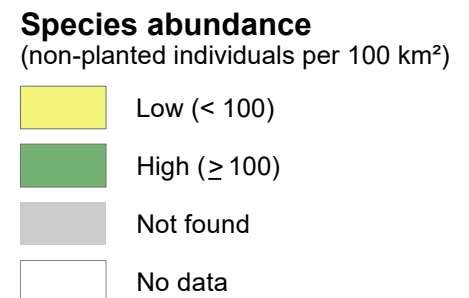 Species abundance
(non-planted individuals per 100 km²)
Low (< 100)
High (≥ 100)
Not found
No data